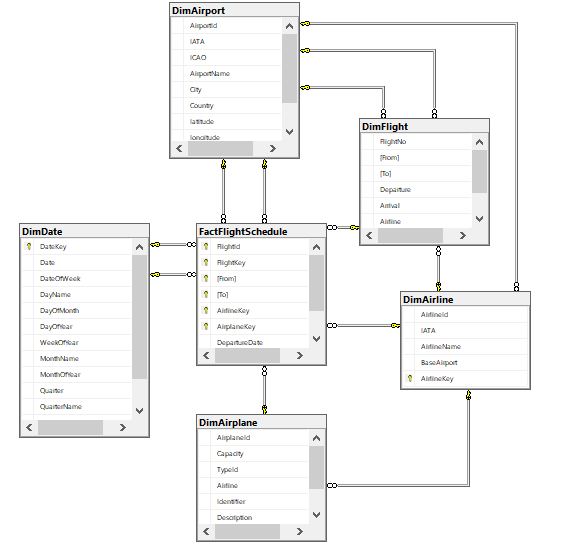 DimAirport
AirportId
IATA
ICAO
AirportName
City
Country
latitude
longitude
DimFlight
FlightNo
[From]
[To]
Departure
Arrival
Airline
DimDate
DateKey
Date
DateOfWeek
DayName
DayOfMonth
DayOfYear
WeekOfYear
MonthName
MonthOfYear
Quarter
QuarterName
FactFlightSchedule
FlightId
FlightKey
[From]
[To]
AirlineKey
AirplaneKey
DepartureDate
DimAirline
AirlineId
IATA
AirlineName
BaseAirport
AirlineKey
DimAirplane
AirplaneId
Capacity
TypeId
Airline
Identifier
Description